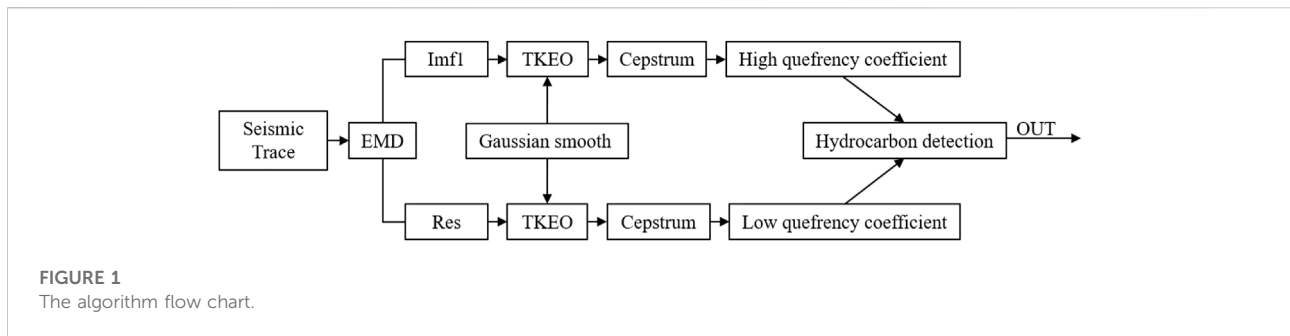 Imf1
TKEO
Cepstrum
High quefrency coefficient
Seismic
Trace
EMD
Gaussian smooth
Hydrocarbon detection
OUT
Res
TKEO
Cepstrum
Low quefrency coefficient
FIGURE 1
The algorithm flow chart.